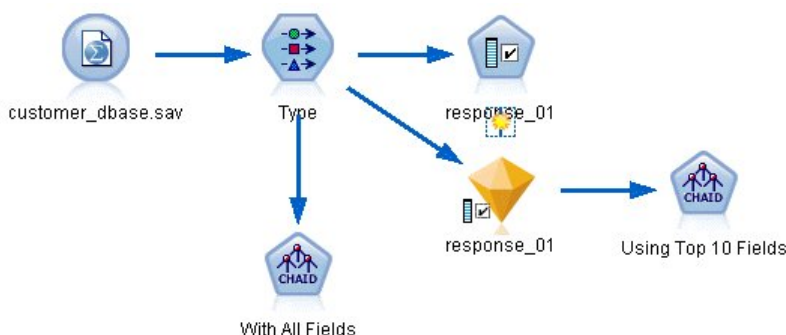 customer_dbase.sav
Type
response_01
response_01
CHAID
Using Top 10 Fields
CHAID
With All Fields